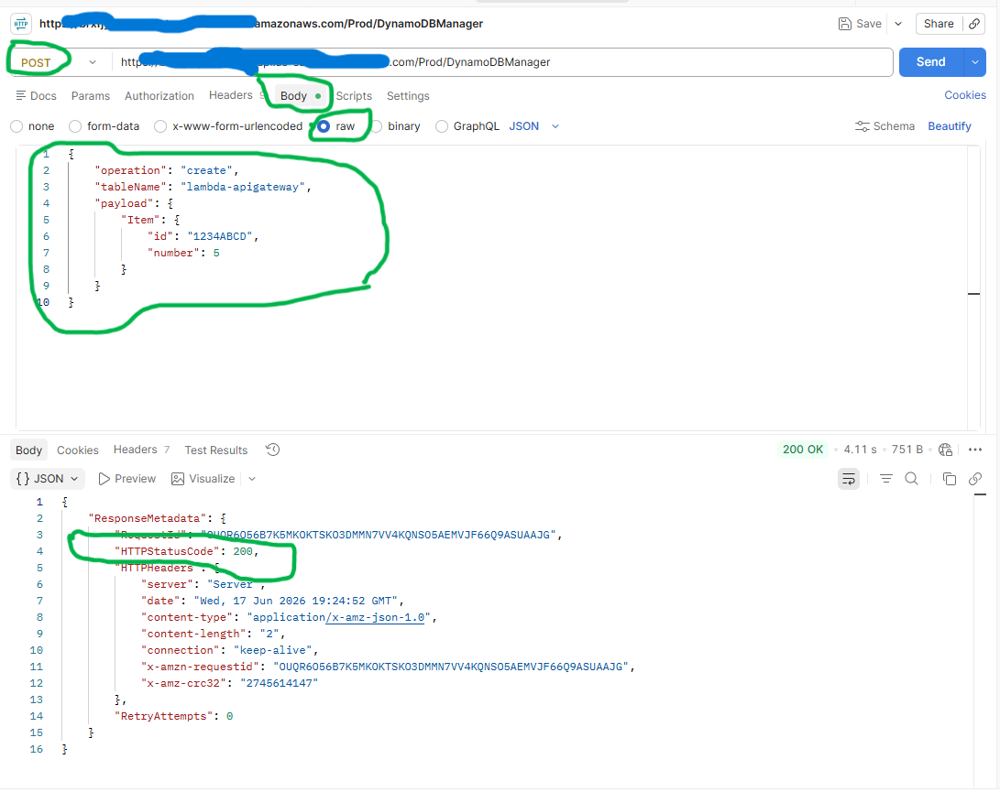 HTTP amazonaws.com/Prod/DynamoDBManager Save Share
POST .com/Prod/DynamoDBManager Send
Docs Params Authorization Headers Body Scripts Settings Cookies
none form-data x-www-form-urlencoded raw binary GraphQL JSON Schema Beautify
1 {
2 "operation": "create",
3 "tableName": "lambda-apigateway",
4 "payload": {
5 "Item": {
6 "id": "1234ABCD",
7 "number": 5
8 }
9 }
10 }
Body Cookies Headers 7 Test Results 200 OK • 4.11 s • 751 B
{} JSON Preview Visualize
1 {
2 "ResponseMetadata": {
3 "RequestId": "OUQR6O56B7K5MKOKTSKO3DMMN7VV4KQNSO5AEMVJF66Q9ASUAAJG",
4 "HTTPStatusCode": 200,
5 "HTTPHeaders": {
6 "server": "Server",
7 "date": "Wed, 17 Jun 2026 19:24:52 GMT",
8 "content-type": "application/x-amz-json-1.0",
9 "content-length": "2",
10 "connection": "keep-alive",
11 "x-amzn-requestid": "OUQR6O56B7K5MKOKTSKO3DMMN7VV4KQNSO5AEMVJF66Q9ASUAAJG",
12 "x-amz-crc32": "2745614147"
13 },
14 "RetryAttempts": 0
15 }
16 }